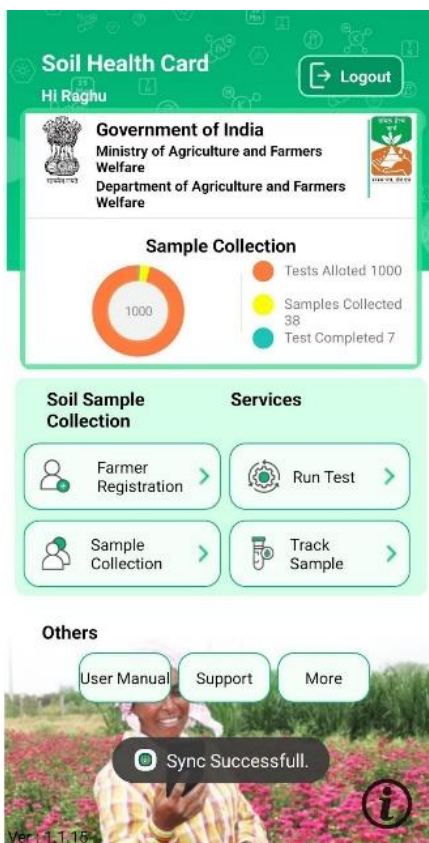 Soil Health Card
Logout
Hi Raghu
Government of India
Ministry of Agriculture and Farmers
Welfare
Department of Agriculture and Farmers
Welfare
Sample Collection
1000
Tests Alloted 1000
Samples Collected
38
Test Completed 7
Soil Sample
Collection
Services
Farmer
Registration
Run Test
Sample
Collection
Track
Sample
Others
User Manual
Support
More
Sync Successfull.
Ver : 1.1.15